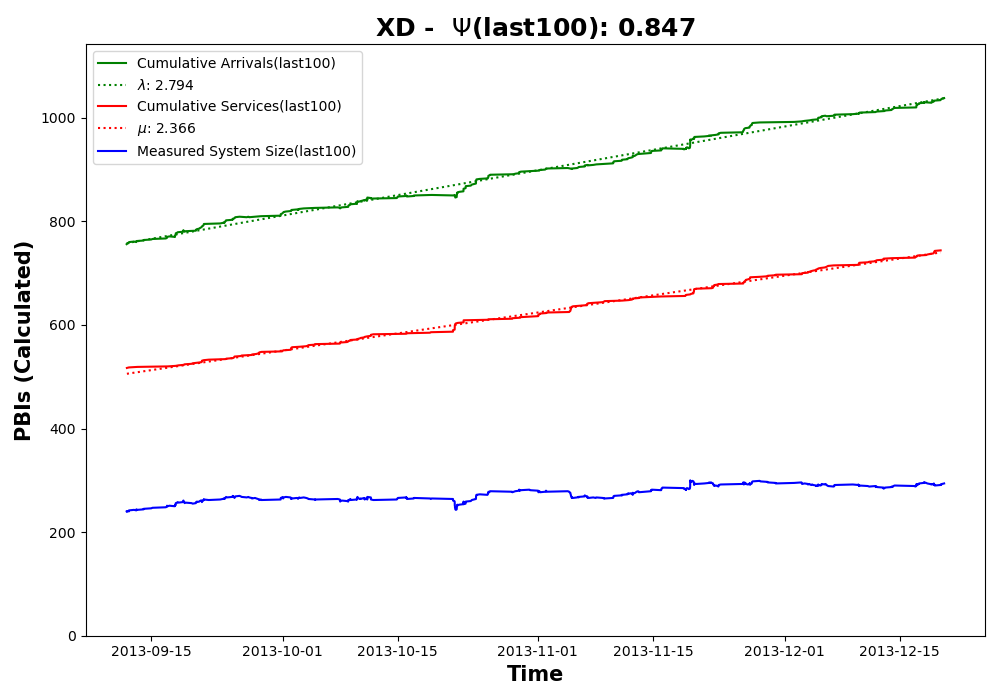 XD -  Ψ(last100): 0.847
Cumulative Arrivals(last100)
λ: 2.794
Cumulative Services(last100)
μ: 2.366
Measured System Size(last100)
PBIs (Calculated)
1000
800
600
400
200
0
2013-09-15 2013-10-01 2013-10-15 2013-11-01 2013-11-15 2013-12-01 2013-12-15
Time